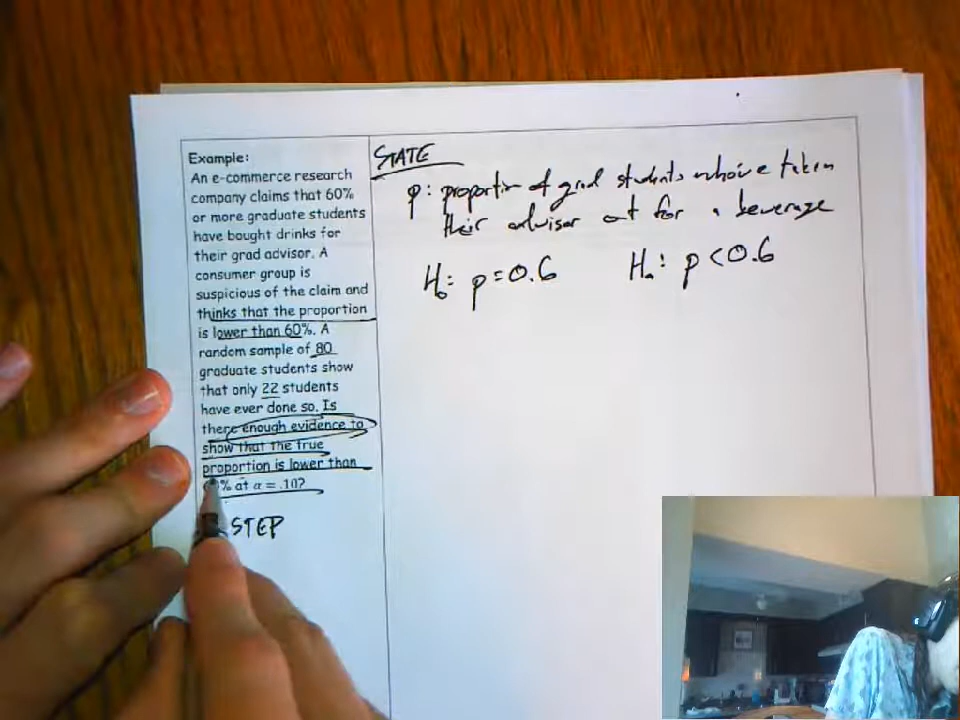 Example:
An e-commerce research
company claims that 60%
or more graduate students
have bought drinks for
their grad advisor. A
consumer group is
suspicious of the claim and
thinks that the proportion
is lower than 60%. A
random sample of 80
graduate students show
that only 22 students
have ever done so. Is
there enough evidence to
show that the true
proportion is lower than
% at α = .10?
STEP
STATE
p: proportion of grad students who've taken
their advisor out for a beverage
H₀: p = 0.6 Hₐ: p < 0.6